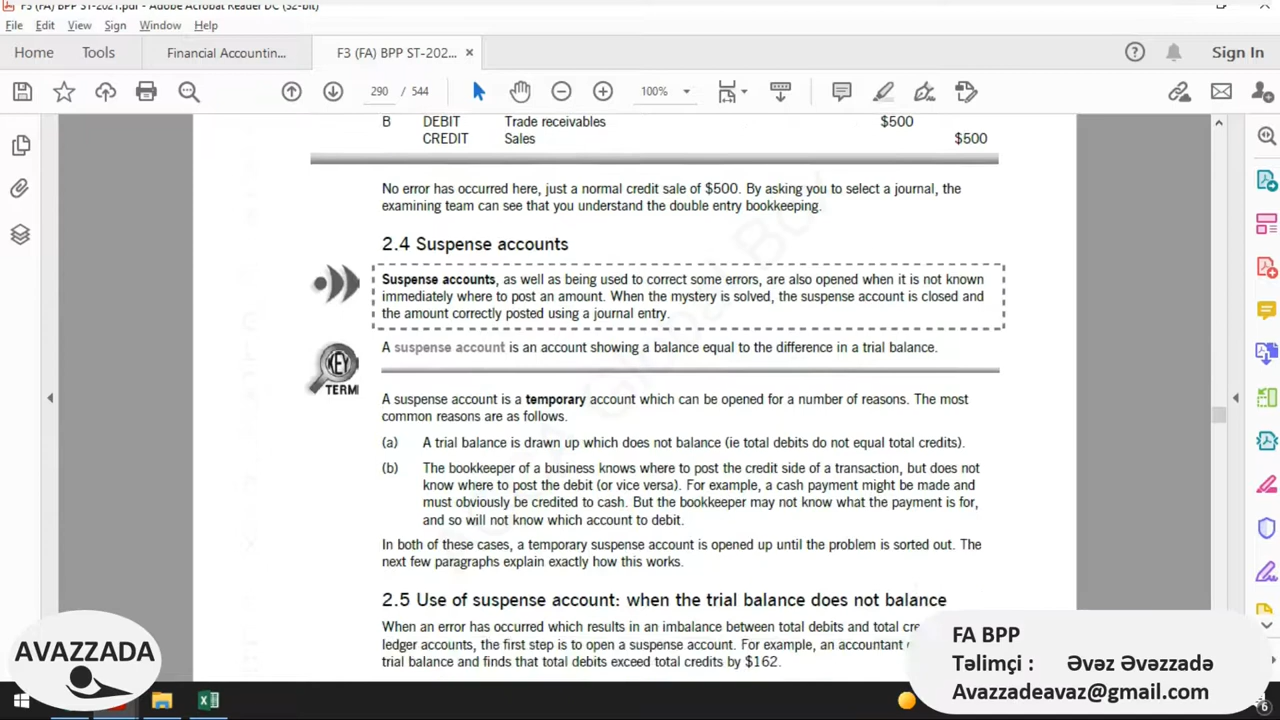 F3 (FA) BPP ST-2021.pdf - Adobe Acrobat Reader DC (32-bit)
File Edit View Sign Window Help
Home Tools Financial Accountin... F3 (FA) BPP ST-202... × Sign In
290 / 544 100%
B DEBIT Trade receivables $500
CREDIT Sales $500
No error has occurred here, just a normal credit sale of $500. By asking you to select a journal, the
examining team can see that you understand the double entry bookkeeping.
2.4 Suspense accounts
Suspense accounts, as well as being used to correct some errors, are also opened when it is not known
immediately where to post an amount. When the mystery is solved, the suspense account is closed and
the amount correctly posted using a journal entry.
KEY
TERM
A suspense account is an account showing a balance equal to the difference in a trial balance.
A suspense account is a temporary account which can be opened for a number of reasons. The most
common reasons are as follows.
(a) A trial balance is drawn up which does not balance (ie total debits do not equal total credits).
(b) The bookkeeper of a business knows where to post the credit side of a transaction, but does not
know where to post the debit (or vice versa). For example, a cash payment might be made and
must obviously be credited to cash. But the bookkeeper may not know what the payment is for,
and so will not know which account to debit.
In both of these cases, a temporary suspense account is opened up until the problem is sorted out. The
next few paragraphs explain exactly how this works.
2.5 Use of suspense account: when the trial balance does not balance
When an error has occurred which results in an imbalance between total debits and total
ledger accounts, the first step is to open a suspense account. For example, an accountant
trial balance and finds that total debits exceed total credits by $162.
AVAZZADA
FA BPP
Təlimçi : Əvəz Əvəzzadə
Avazzadeavaz@gmail.com
6